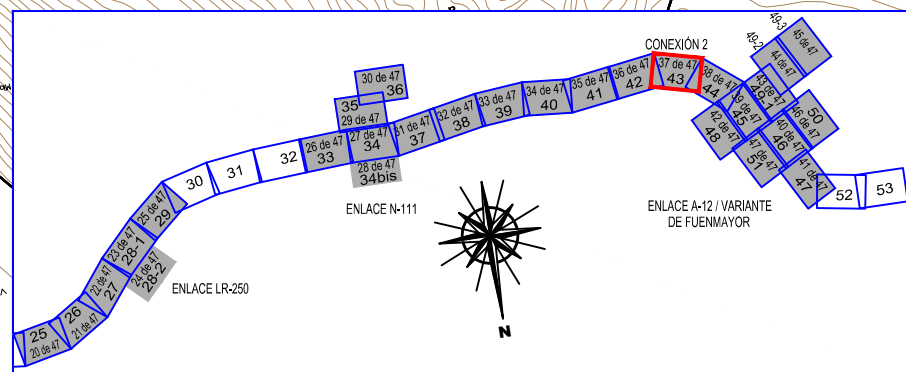 25
20 de 47
26
21 de 47
22 de 47
27
23 de 47
28-1
24 de 47
28-2
25 de 47
29
ENLACE LR-250
30
31
32
26 de 47
33
27 de 47
34
28 de 47
34bis
35
29 de 47
30 de 47
36
ENLACE N-111
31 de 47
37
32 de 47
38
33 de 47
39
34 de 47
40
35 de 47
41
36 de 47
42
CONEXIÓN 2
37 de 47
43
38 de 47
44
39 de 47
45
40 de 47
46
41 de 47
47
42 de 47
48
43 de 47
49-1
49-2
44 de 47
49-3
45 de 47
46 de 47
50
47 de 47
51
52
53
ENLACE A-12 / VARIANTE
DE FUENMAYOR
N